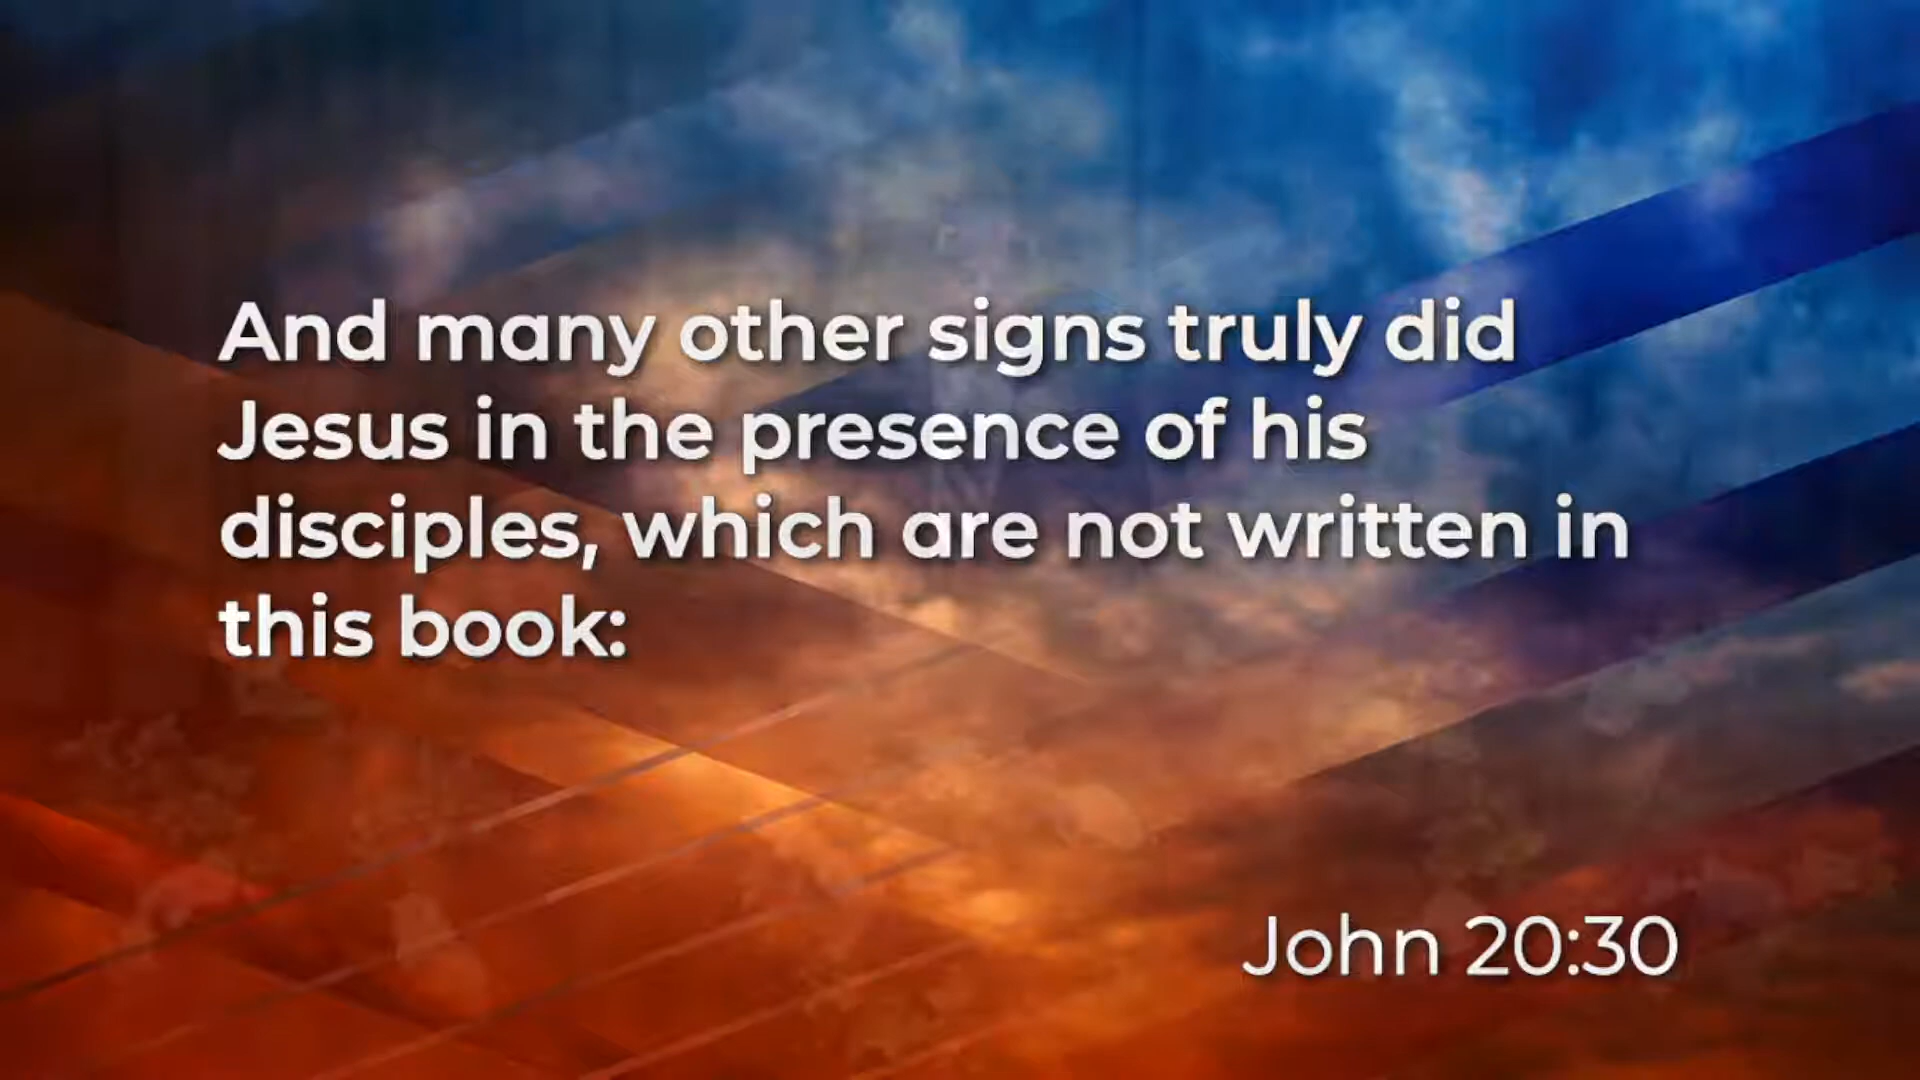 And many other signs truly did
Jesus in the presence of his
disciples, which are not written in
this book:
John 20:30